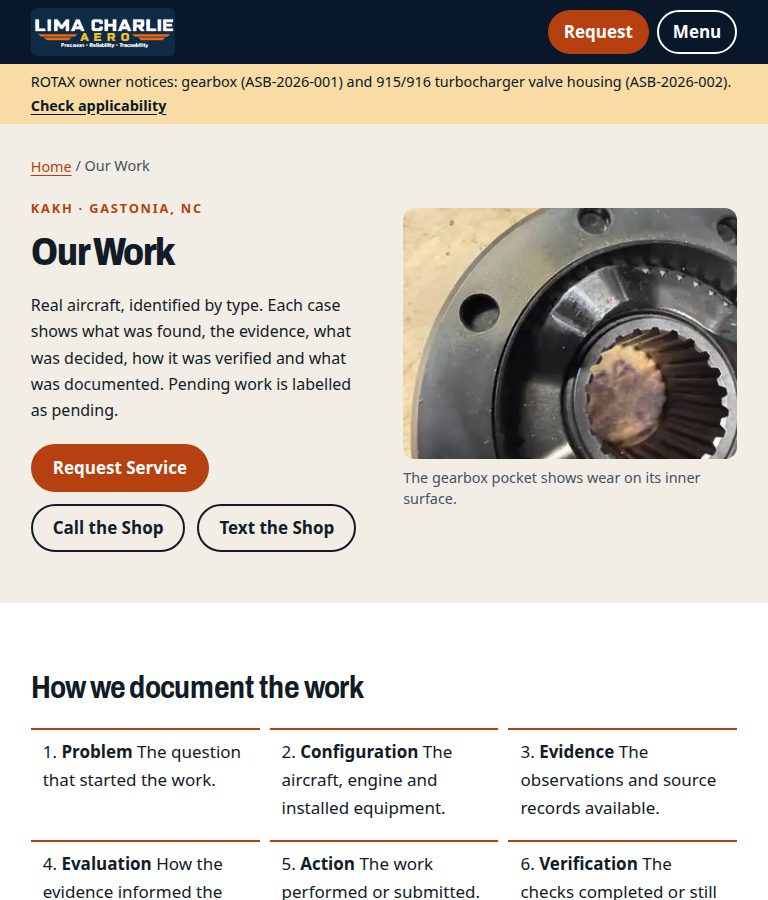 LIMA CHARLIE
AERO
Precision • Reliability • Traceability
Request
Menu
ROTAX owner notices: gearbox (ASB-2026-001) and 915/916 turbocharger valve housing (ASB-2026-002).
Check applicability
Home / Our Work
KAKH · GASTONIA, NC
Our Work
Real aircraft, identified by type. Each case
shows what was found, the evidence, what
was decided, how it was verified and what
was documented. Pending work is labelled
as pending.
Request Service
Call the Shop
Text the Shop
The gearbox pocket shows wear on its inner
surface.
How we document the work
1. Problem The question
that started the work.
2. Configuration The
aircraft, engine and
installed equipment.
3. Evidence The
observations and source
records available.
4. Evaluation How the
evidence informed the
5. Action The work
performed or submitted.
6. Verification The
checks completed or still